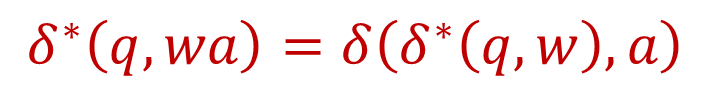 δ*(q, wa) = δ(δ*(q, w), a)